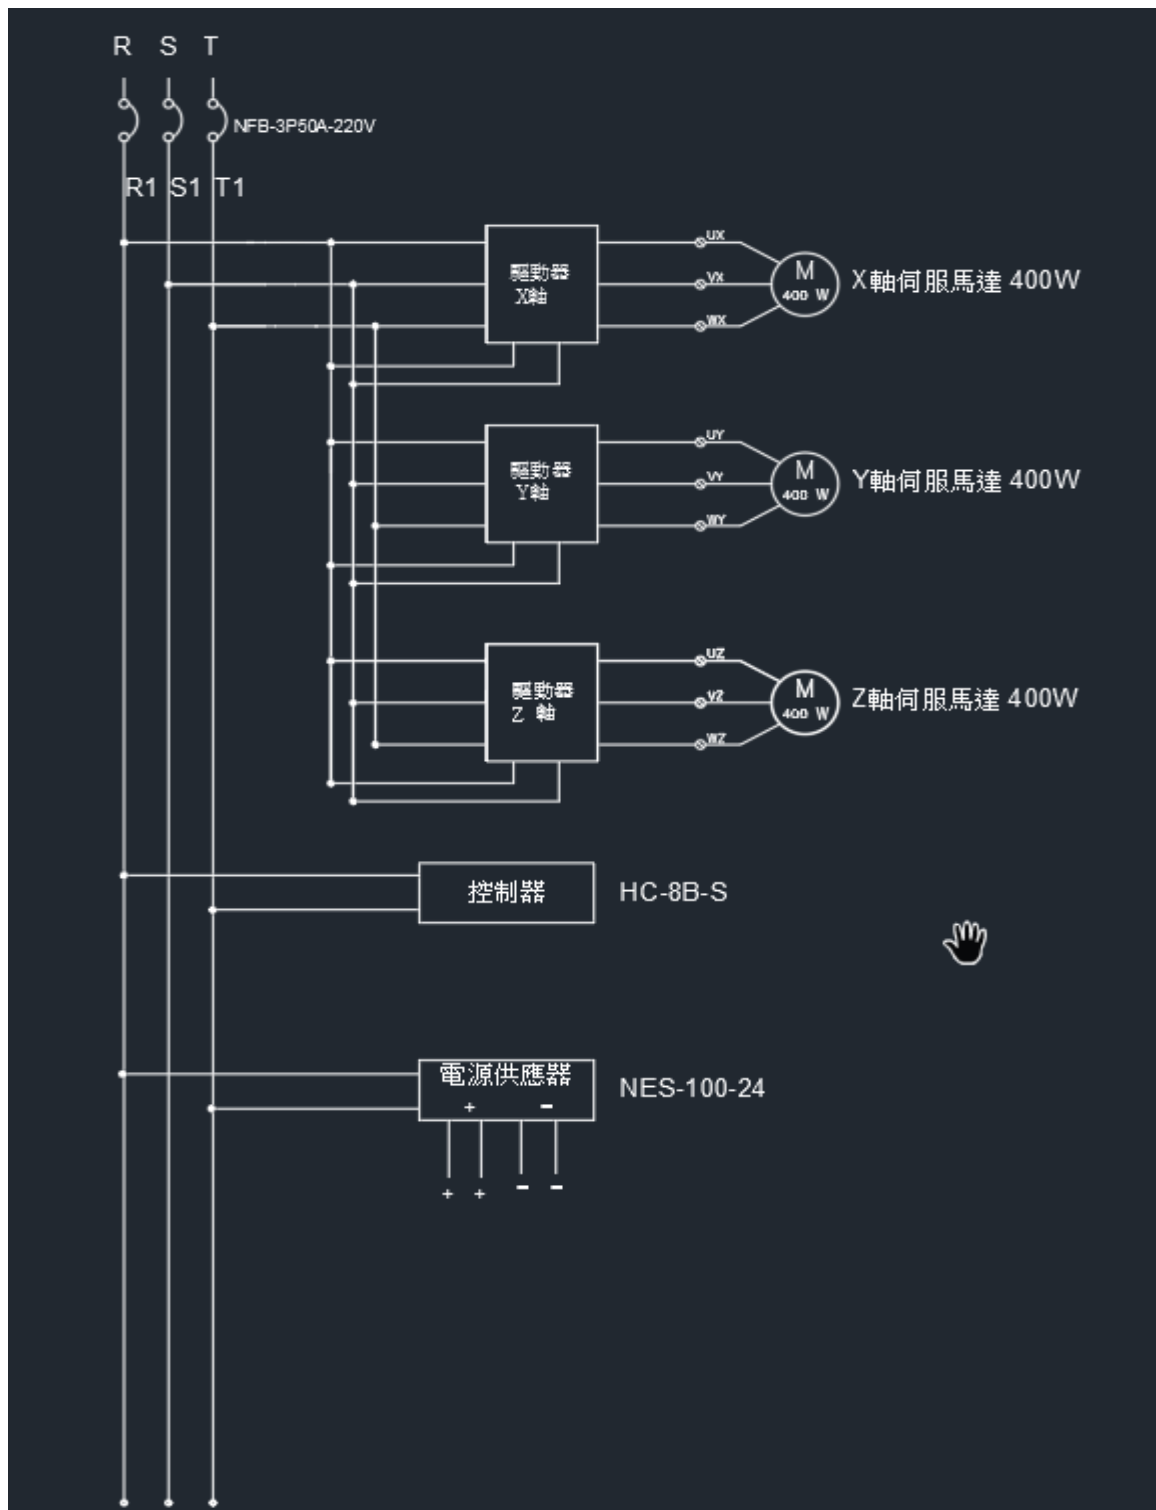 R S T
NFB-3P50A-220V
R1 S1 T1
UX
驅動器
X軸
VX
M
400 W
X軸伺服馬達 400W
WX
UY
驅動器
Y軸
VY
M
400 W
Y軸伺服馬達 400W
WY
UZ
驅動器
Z 軸
VZ
M
400 W
Z軸伺服馬達 400W
WZ
控制器
HC-8B-S
電源供應器
+ -
NES-100-24
+ + - -